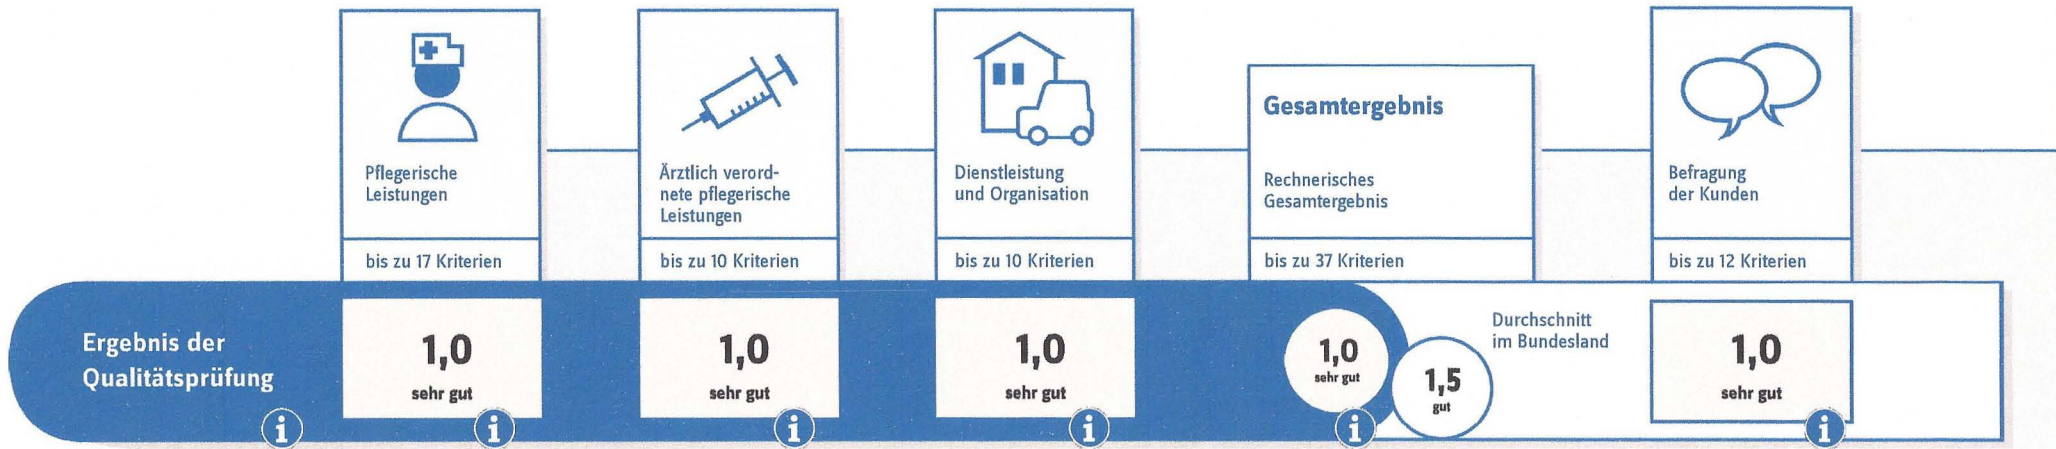 Pflegerische
Leistungen
bis zu 17 Kriterien
Ärztlich verord-
nete pflegerische
Leistungen
bis zu 10 Kriterien
Dienstleistung
und Organisation
bis zu 10 Kriterien
Gesamtergebnis
Rechnerisches
Gesamtergebnis
bis zu 37 Kriterien
Befragung
der Kunden
bis zu 12 Kriterien
Ergebnis der
Qualitätsprüfung
i
1,0
sehr gut
i
1,0
sehr gut
i
1,0
sehr gut
i
1,0
sehr gut
i
1,5
gut
Durchschnitt
im Bundesland
1,0
sehr gut
i